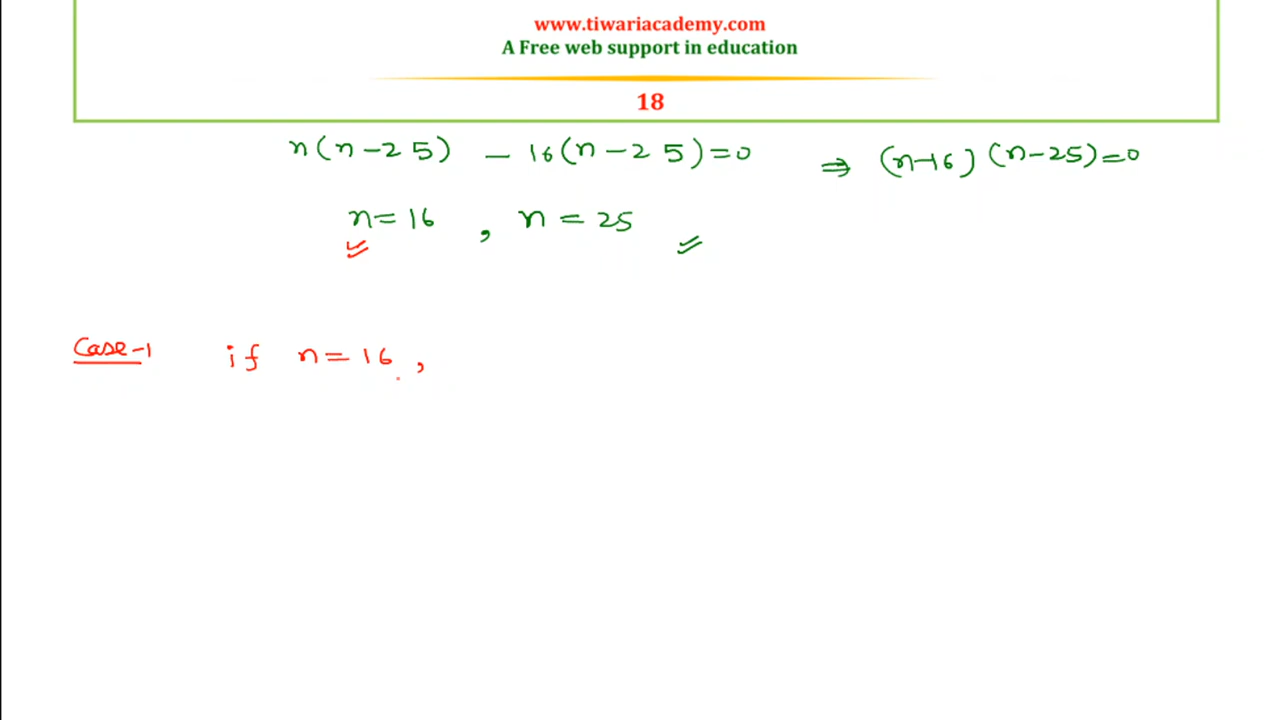 www.tiwariacademy.com
A Free web support in education
18
n(n-25) - 16(n-25)=0 ⇒ (n-16)(n-25)=0
n=16 , n = 25
Case-1 if n=16,